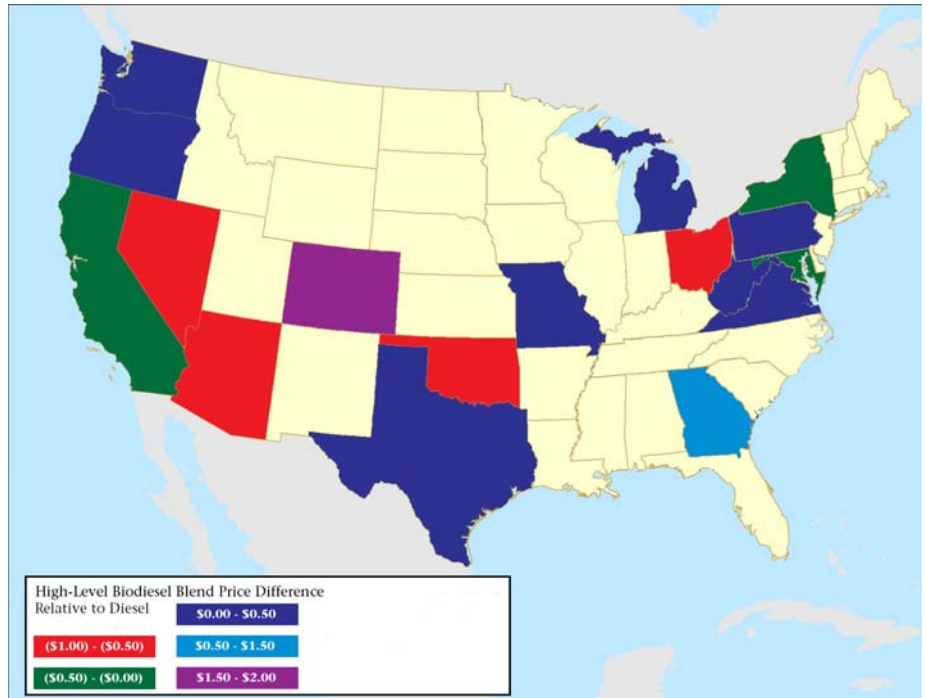 High-Level Biodiesel Blend Price Difference
Relative to Diesel
$0.00 - $0.50
($1.00) - ($0.50)
$0.50 - $1.50
($0.50) - ($0.00)
$1.50 - $2.00